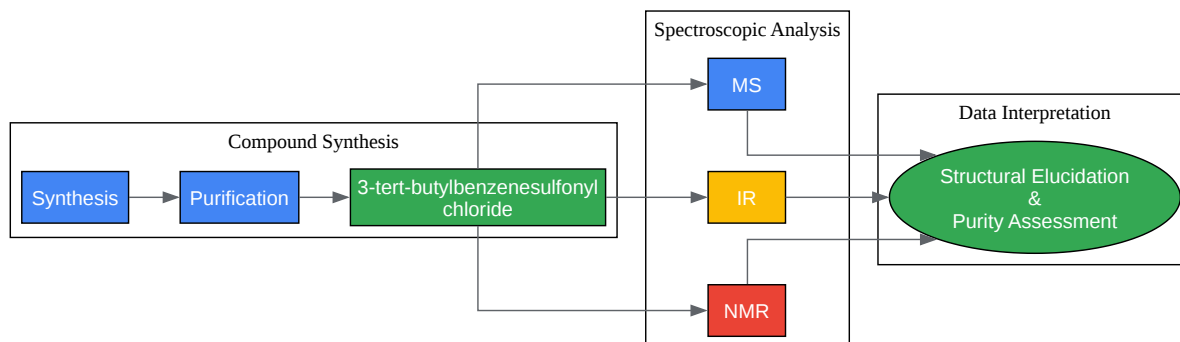 Compound Synthesis
Synthesis
Purification
3-tert-butylbenzenesulfonyl
chloride
Spectroscopic Analysis
MS
IR
NMR
Data Interpretation
Structural Elucidation
&
Purity Assessment